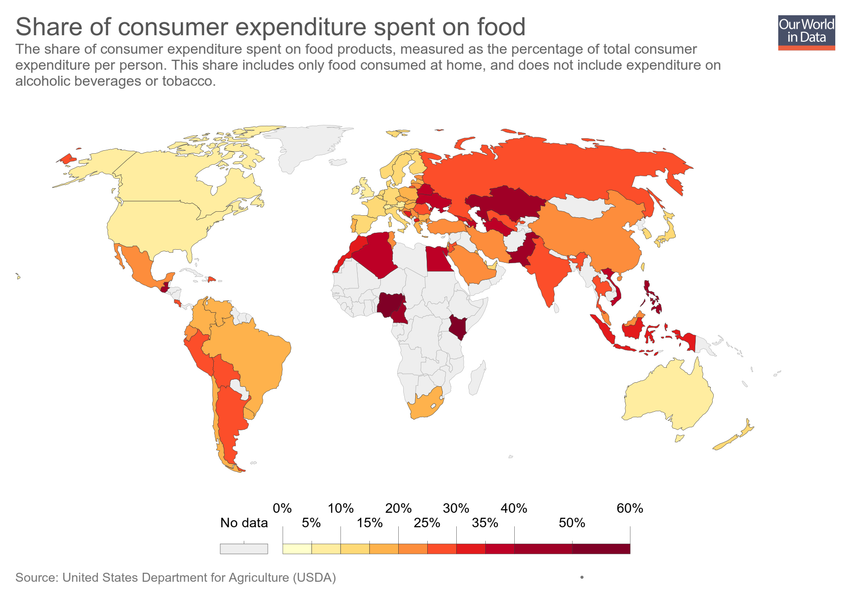 Share of consumer expenditure spent on food
Our World
in Data
The share of consumer expenditure spent on food products, measured as the percentage of total consumer
expenditure per person. This share includes only food consumed at home, and does not include expenditure on
alcoholic beverages or tobacco.
0% 10% 20% 30% 40% 60%
No data 5% 15% 25% 35% 50%
Source: United States Department for Agriculture (USDA)